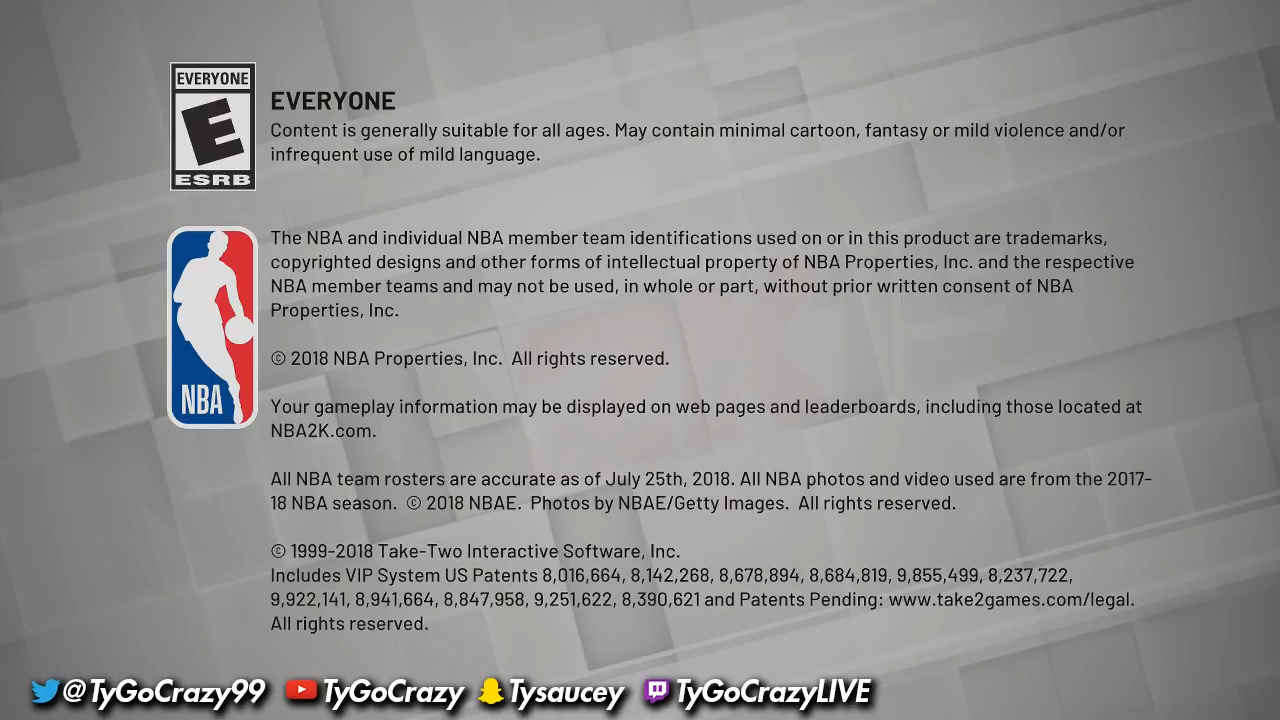 EVERYONE
E
ESRB
EVERYONE
Content is generally suitable for all ages. May contain minimal cartoon, fantasy or mild violence and/or
infrequent use of mild language.
NBA
The NBA and individual NBA member team identifications used on or in this product are trademarks,
copyrighted designs and other forms of intellectual property of NBA Properties, Inc. and the respective
NBA member teams and may not be used, in whole or part, without prior written consent of NBA
Properties, Inc.
© 2018 NBA Properties, Inc.  All rights reserved.
Your gameplay information may be displayed on web pages and leaderboards, including those located at
NBA2K.com.
All NBA team rosters are accurate as of July 25th, 2018. All NBA photos and video used are from the 2017-
18 NBA season.  © 2018 NBAE.  Photos by NBAE/Getty Images.  All rights reserved.
© 1999-2018 Take-Two Interactive Software, Inc.
Includes VIP System US Patents 8,016,664, 8,142,268, 8,678,894, 8,684,819, 9,855,499, 8,237,722,
9,922,141, 8,941,664, 8,847,958, 9,251,622, 8,390,621 and Patents Pending: www.take2games.com/legal.
All rights reserved.
@TyGoCrazy99 TyGoCrazy Tysaucey TyGoCrazyLIVE